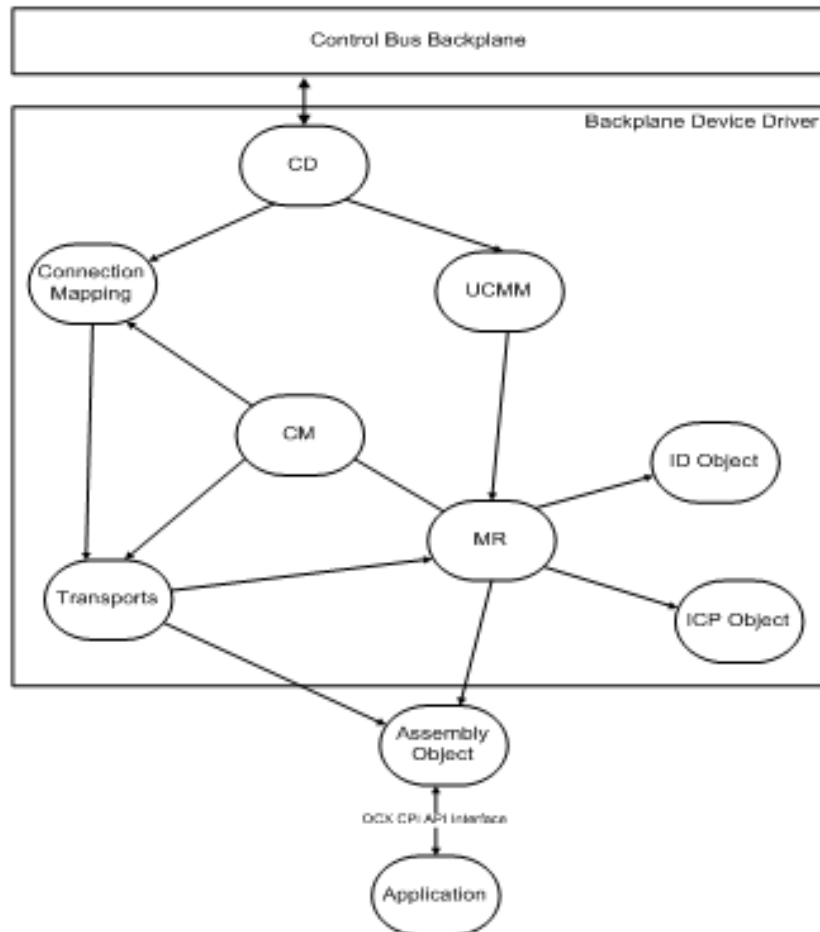 Control Bus Backplane
Backplane Device Driver
CD
Connection
Mapping
UCMM
CM
ID Object
MR
Transports
ICP Object
Assembly
Object
OCX CPI API Interface
Application